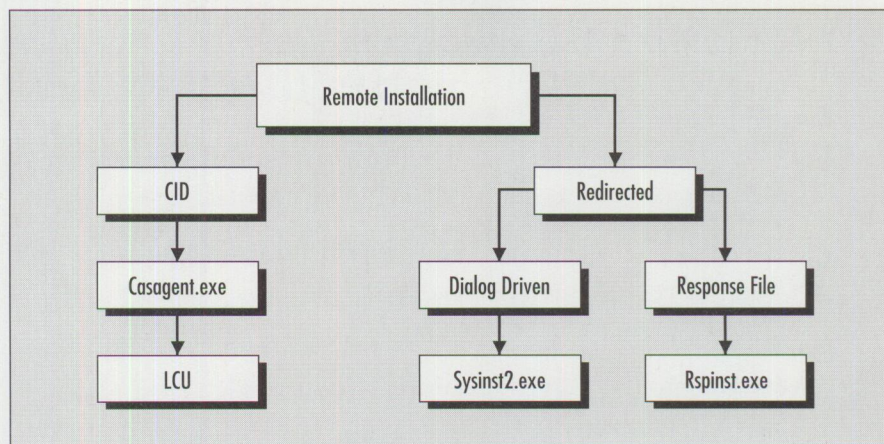 Remote Installation
CID
Redirected
Casagent.exe
Dialog Driven
Response File
LCU
Sysinst2.exe
Rspinst.exe